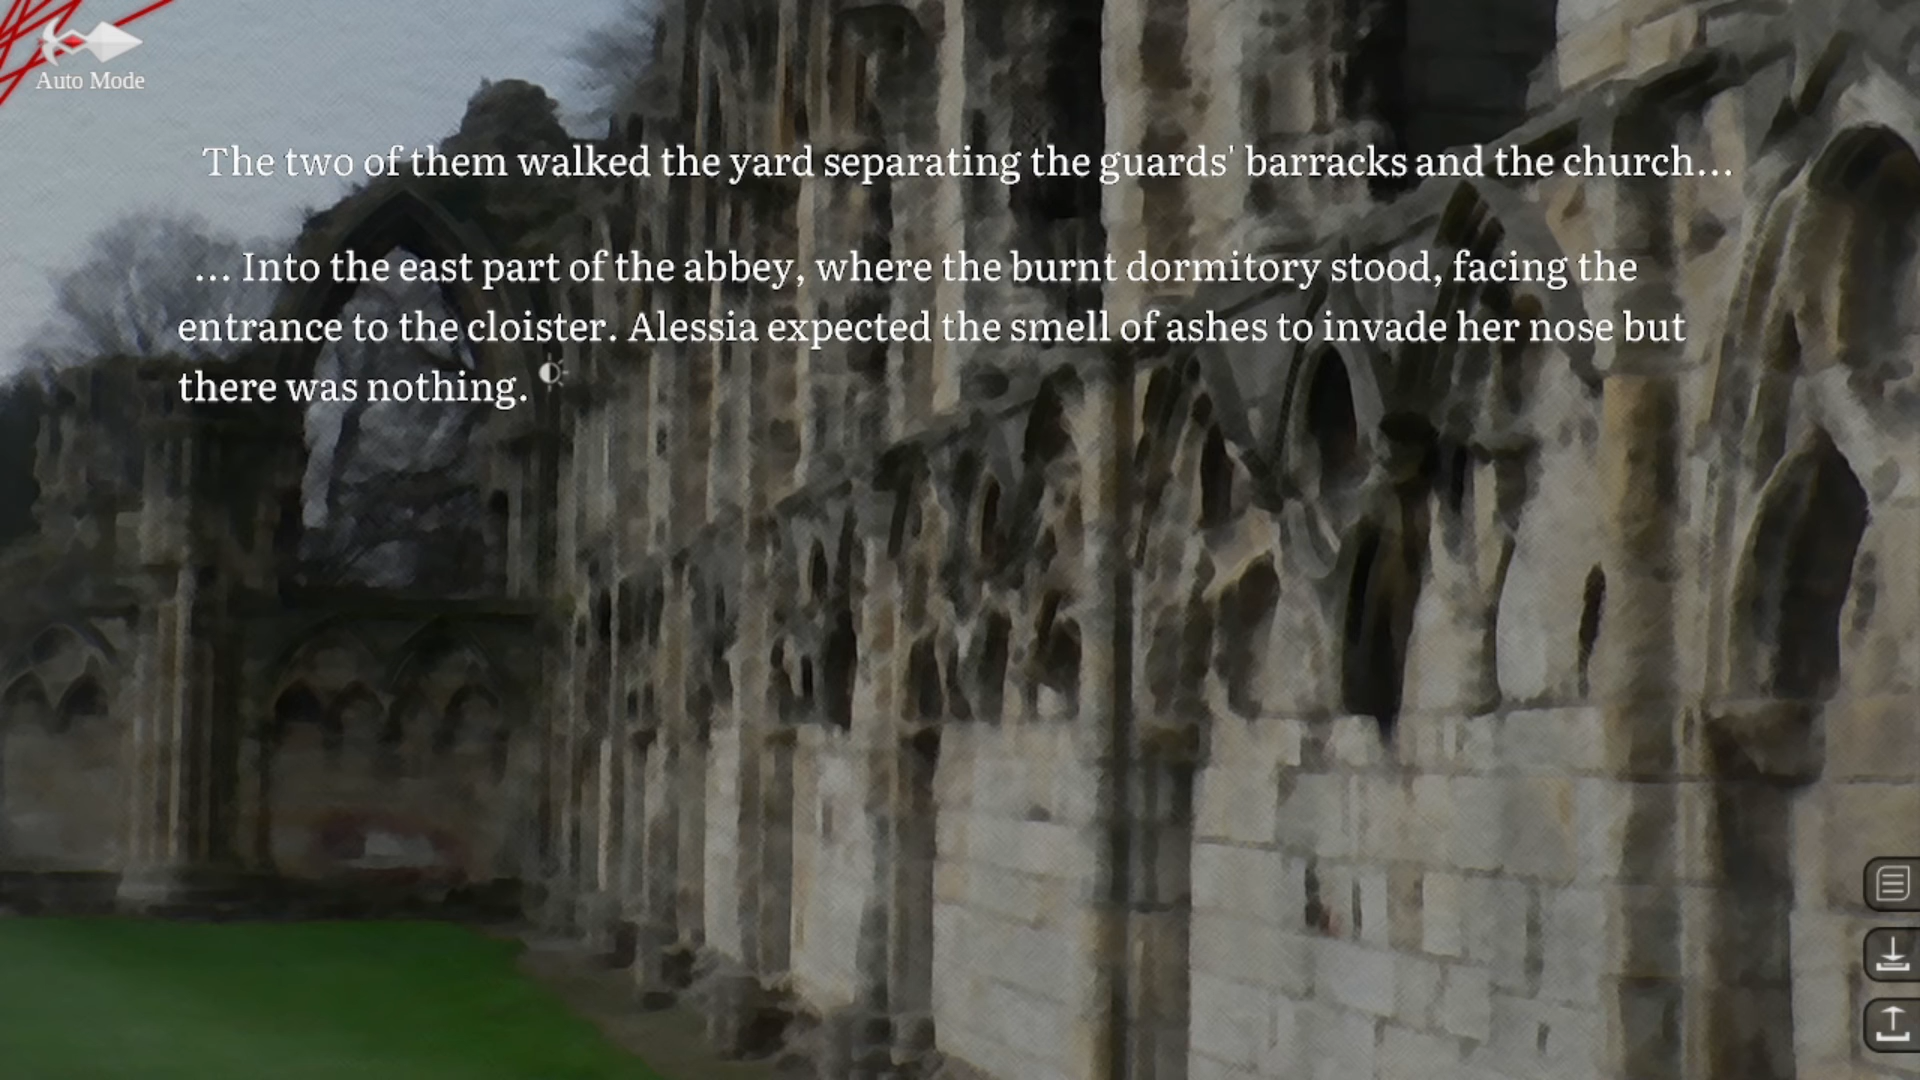 Auto Mode
The two of them walked the yard separating the guards' barracks and the church...
... Into the east part of the abbey, where the burnt dormitory stood, facing the
entrance to the cloister. Alessia expected the smell of ashes to invade her nose but
there was nothing.